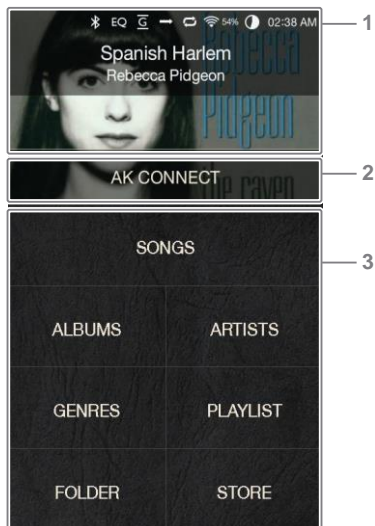 EQ G 54% 02:38 AM
Spanish Harlem
Rebecca Pidgeon
Rebecca
Pidgeon
the raven
AK CONNECT
SONGS
ALBUMS ARTISTS
GENRES PLAYLIST
FOLDER STORE
1
2
3